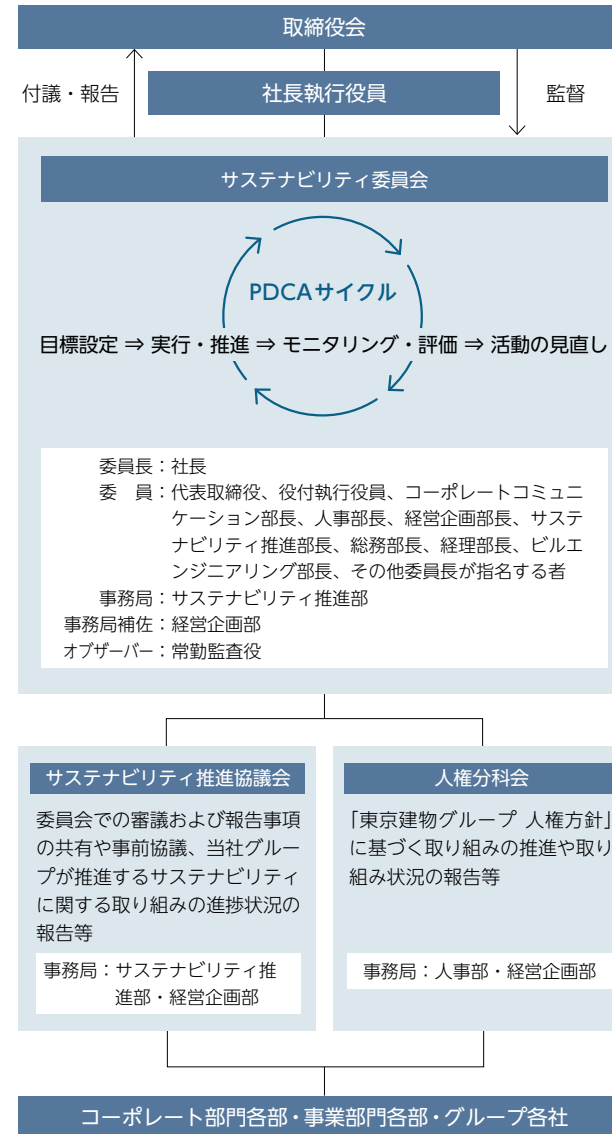 取締役会
付議・報告
社長執行役員
監督
サステナビリティ委員会
PDCAサイクル
目標設定 ⇒ 実行・推進 ⇒ モニタリング・評価 ⇒ 活動の見直し
委員長：社長
委　員：代表取締役、役付執行役員、コーポレートコミュニ
ケーション部長、人事部長、経営企画部長、サステ
ナビリティ推進部長、総務部長、経理部長、ビルエ
ンジニアリング部長、その他委員長が指名する者
事務局：サステナビリティ推進部
事務局補佐：経営企画部
オブザーバー：常勤監査役
サステナビリティ推進協議会
委員会での審議および報告事項
の共有や事前協議、当社グルー
プが推進するサステナビリティ
に関する取り組みの進捗状況の
報告等
事務局：サステナビリティ推
進部・経営企画部
人権分科会
「東京建物グループ 人権方針」
に基づく取り組みの推進や取り
組み状況の報告等
事務局：人事部・経営企画部
コーポレート部門各部・事業部門各部・グループ各社